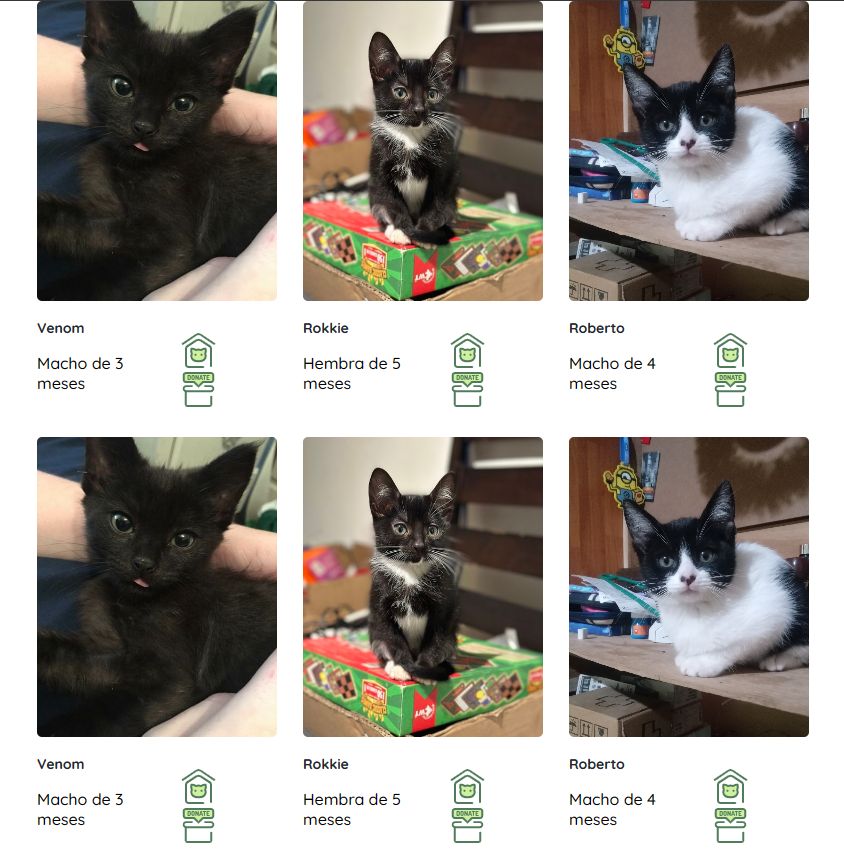 Venom
Rokkie
Roberto
Macho de 3
meses
Hembra de 5
meses
Macho de 4
meses
DONATE
DONATE
DONATE
Venom
Rokkie
Roberto
Macho de 3
meses
Hembra de 5
meses
Macho de 4
meses
DONATE
DONATE
DONATE